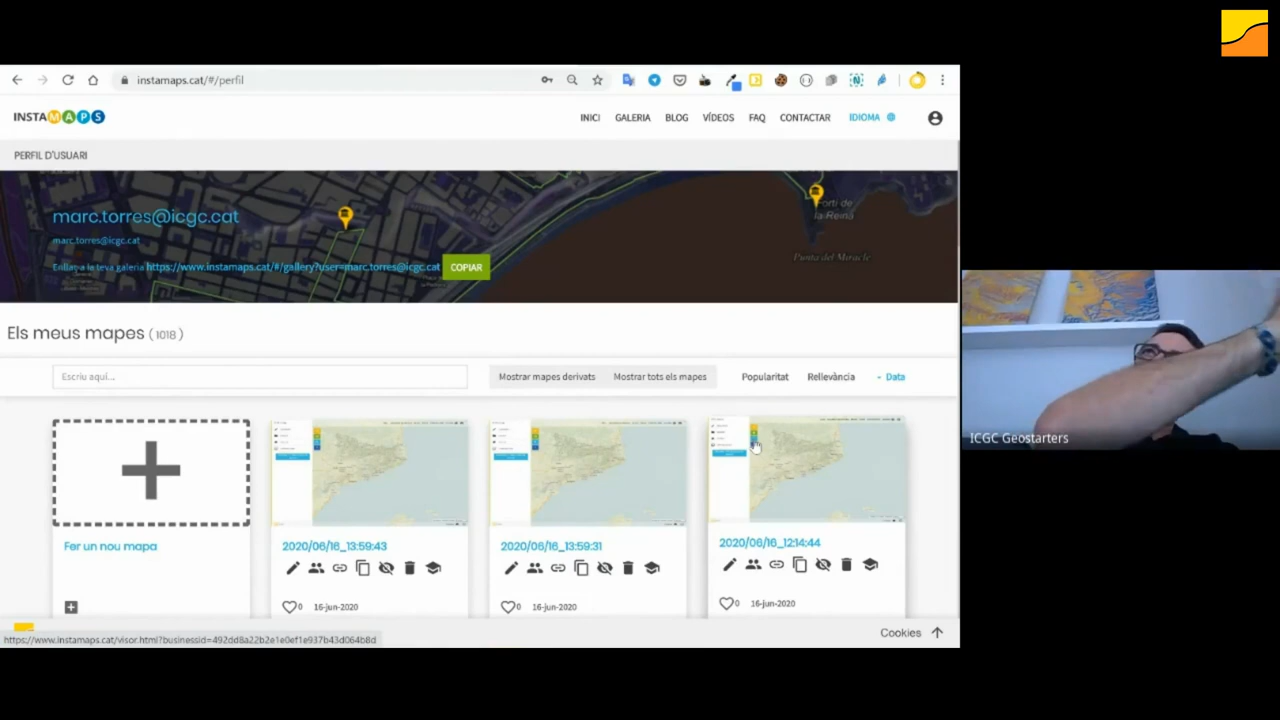 instamaps.cat/#/perfil
INSTAMAPS
INICI GALERIA BLOG VÍDEOS FAQ CONTACTAR IDIOMA
PERFIL D'USUARI
marc.torres@icgc.cat
marc.torres@icgc.cat
Enllaça la teva galeria https://www.instamaps.cat/#/gallery?user=marc.torres@icgc.cat COPIAR
Portí de
la Reina
Punta del Miracle
Els meus mapes (1018)
Escriu aquí...
Mostrar mapes derivats Mostrar tots els mapes
Popularitat Rellevància Data
Fer un nou mapa
2020/06/16_13:59:43
0 16-jun-2020
2020/06/16_13:59:31
0 16-jun-2020
2020/06/16_12:14:44
0 16-jun-2020
https://www.instamaps.cat/visor.html?businessid=492dd8a22b2e1e0ef1e937b43d064b8d
Cookies
ICGC Geostarters